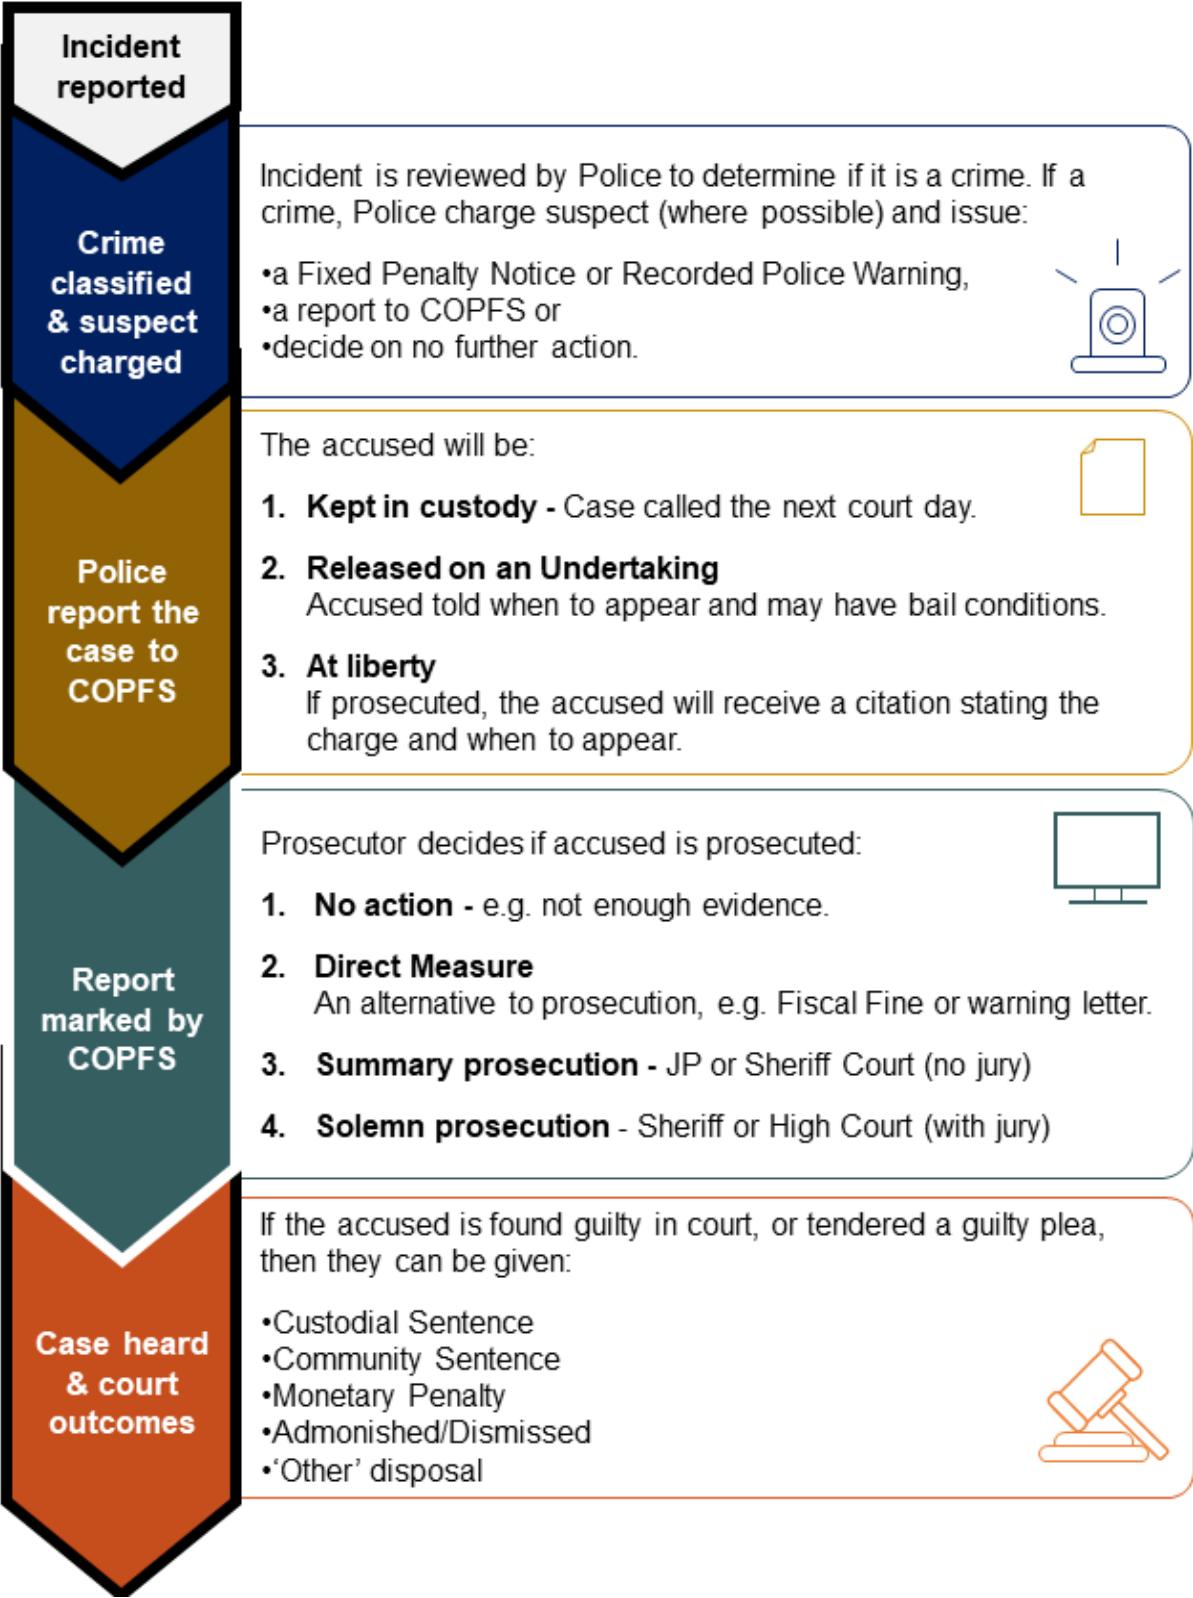 Incident
reported
Crime
classified
& suspect
charged
Incident is reviewed by Police to determine if it is a crime. If a
crime, Police charge suspect (where possible) and issue:
•a Fixed Penalty Notice or Recorded Police Warning,
•a report to COPFS or
•decide on no further action.
Police
report the
case to
COPFS
The accused will be:
1. Kept in custody - Case called the next court day.
2. Released on an Undertaking
Accused told when to appear and may have bail conditions.
3. At liberty
If prosecuted, the accused will receive a citation stating the
charge and when to appear.
Report
marked by
COPFS
Prosecutor decides if accused is prosecuted:
1. No action - e.g. not enough evidence.
2. Direct Measure
An alternative to prosecution, e.g. Fiscal Fine or warning letter.
3. Summary prosecution - JP or Sheriff Court (no jury)
4. Solemn prosecution - Sheriff or High Court (with jury)
Case heard
& court
outcomes
If the accused is found guilty in court, or tendered a guilty plea,
then they can be given:
•Custodial Sentence
•Community Sentence
•Monetary Penalty
•Admonished/Dismissed
•‘Other’ disposal